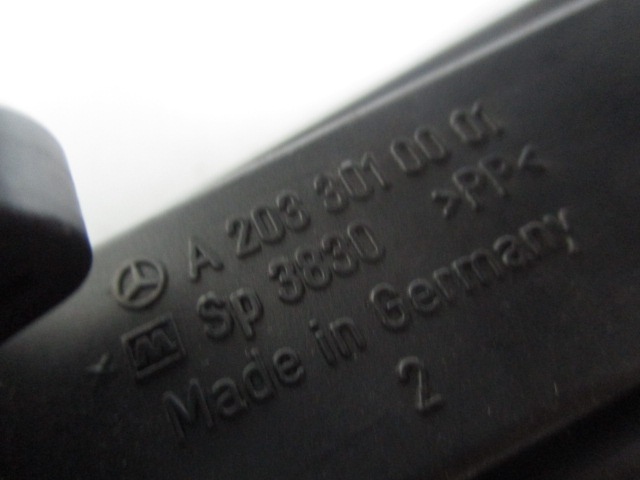 A 203 301 00 01
Sp 3830 >PP<
Made in Germany
2